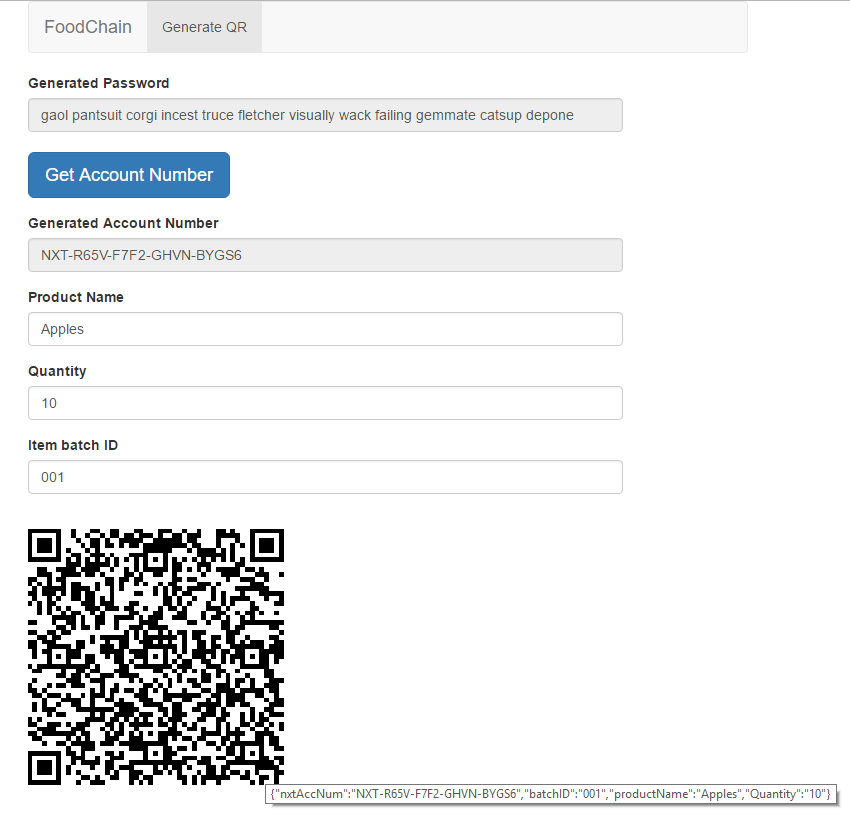 FoodChain Generate QR
Generated Password
gaol pantsuit corgi incest truce fletcher visually wack failing gemmate catsup depone
Get Account Number
Generated Account Number
NXT-R65V-F7F2-GHVN-BYGS6
Product Name
Apples
Quantity
10
Item batch ID
001
{"nxtAccNum":"NXT-R65V-F7F2-GHVN-BYGS6","batchID":"001","productName":"Apples","Quantity":"10"}